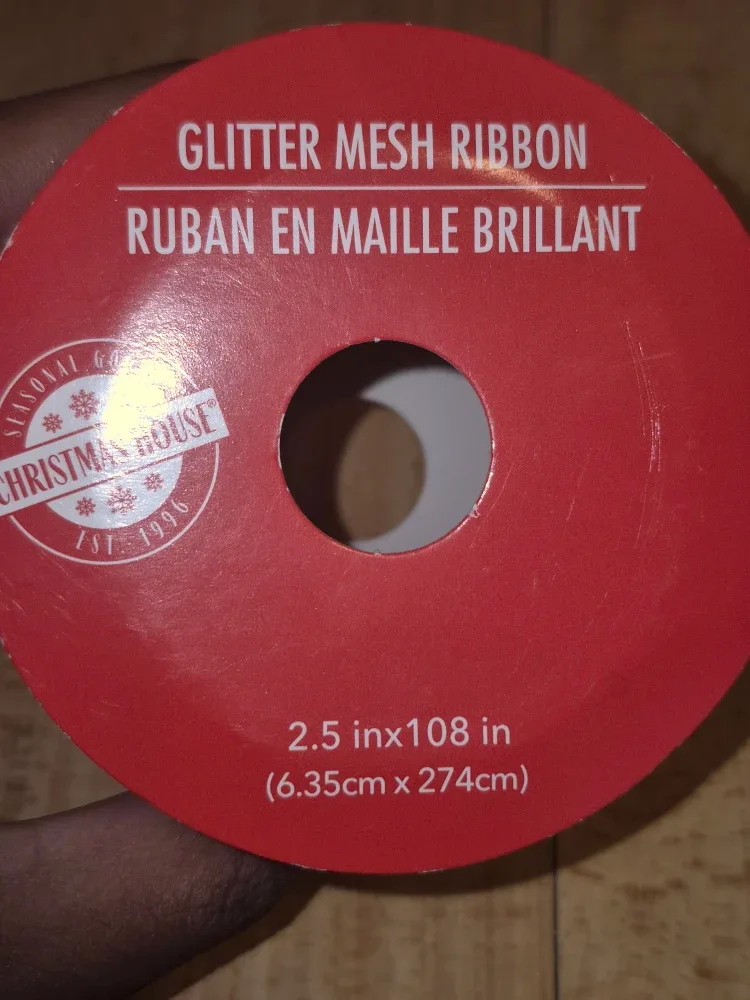 GLITTER MESH RIBBON
RUBAN EN MAILLE BRILLANT
SEASONAL
CHRISTMAS HOUSE
EST. 1996
2.5 inx108 in
(6.35cm x 274cm)